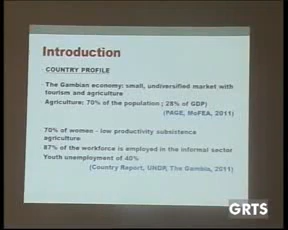 Introduction
COUNTRY PROFILE
The Gambian economy: small, undiversified market with
tourism and agriculture
Agriculture: 70% of the population ; 28% of GDP)
(PAGE, MoFEA, 2011)
70% of women - low productivity subsistence
agriculture
87% of the workforce is employed in the informal sector
Youth unemployment of 40%
(Country Report, UNDP, The Gambia, 2011)
GRTS